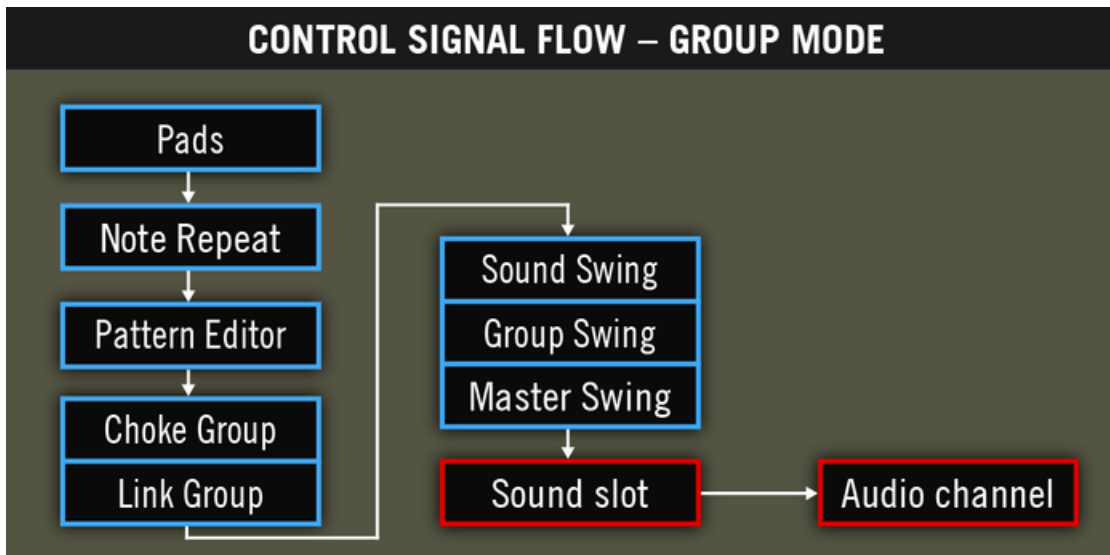 CONTROL SIGNAL FLOW – GROUP MODE
Pads
Note Repeat
Pattern Editor
Choke Group
Link Group
Sound Swing
Group Swing
Master Swing
Sound slot
Audio channel